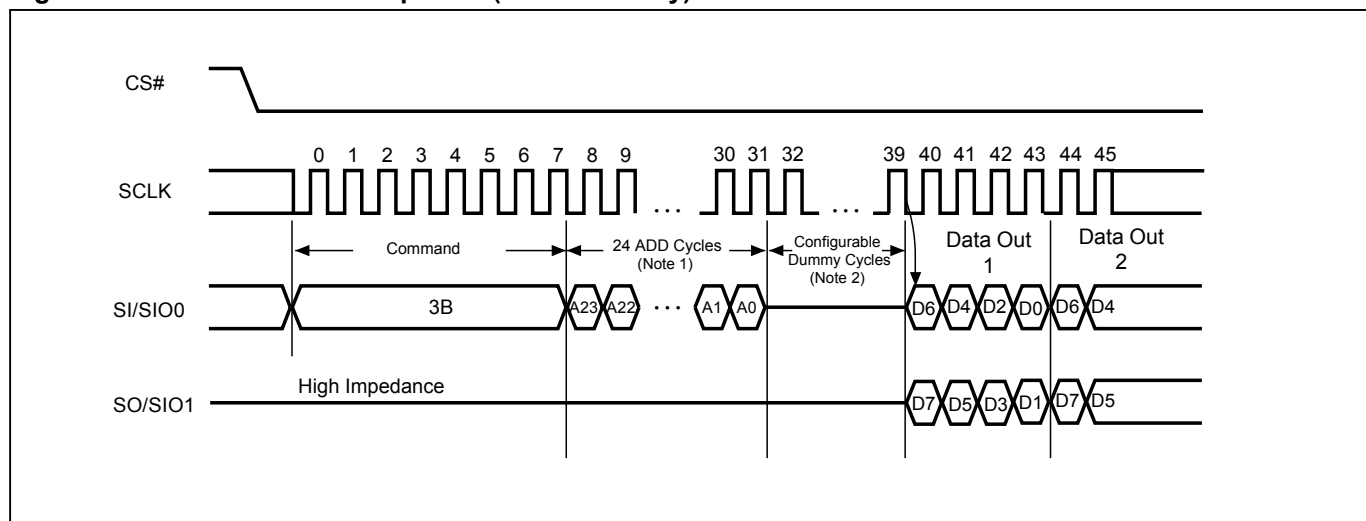 CS#
0 1 2 3 4 5 6 7 8 9 30 31 32 39 40 41 42 43 44 45
SCLK
...
...
Command
24 ADD Cycles
(Note 1)
Configurable
Dummy Cycles
(Note 2)
Data Out
1
Data Out
2
SI/SIO0
3B A23 A22 ... A1 A0 D6 D4 D2 D0 D6 D4
High Impedance
SO/SIO1
D7 D5 D3 D1 D7 D5